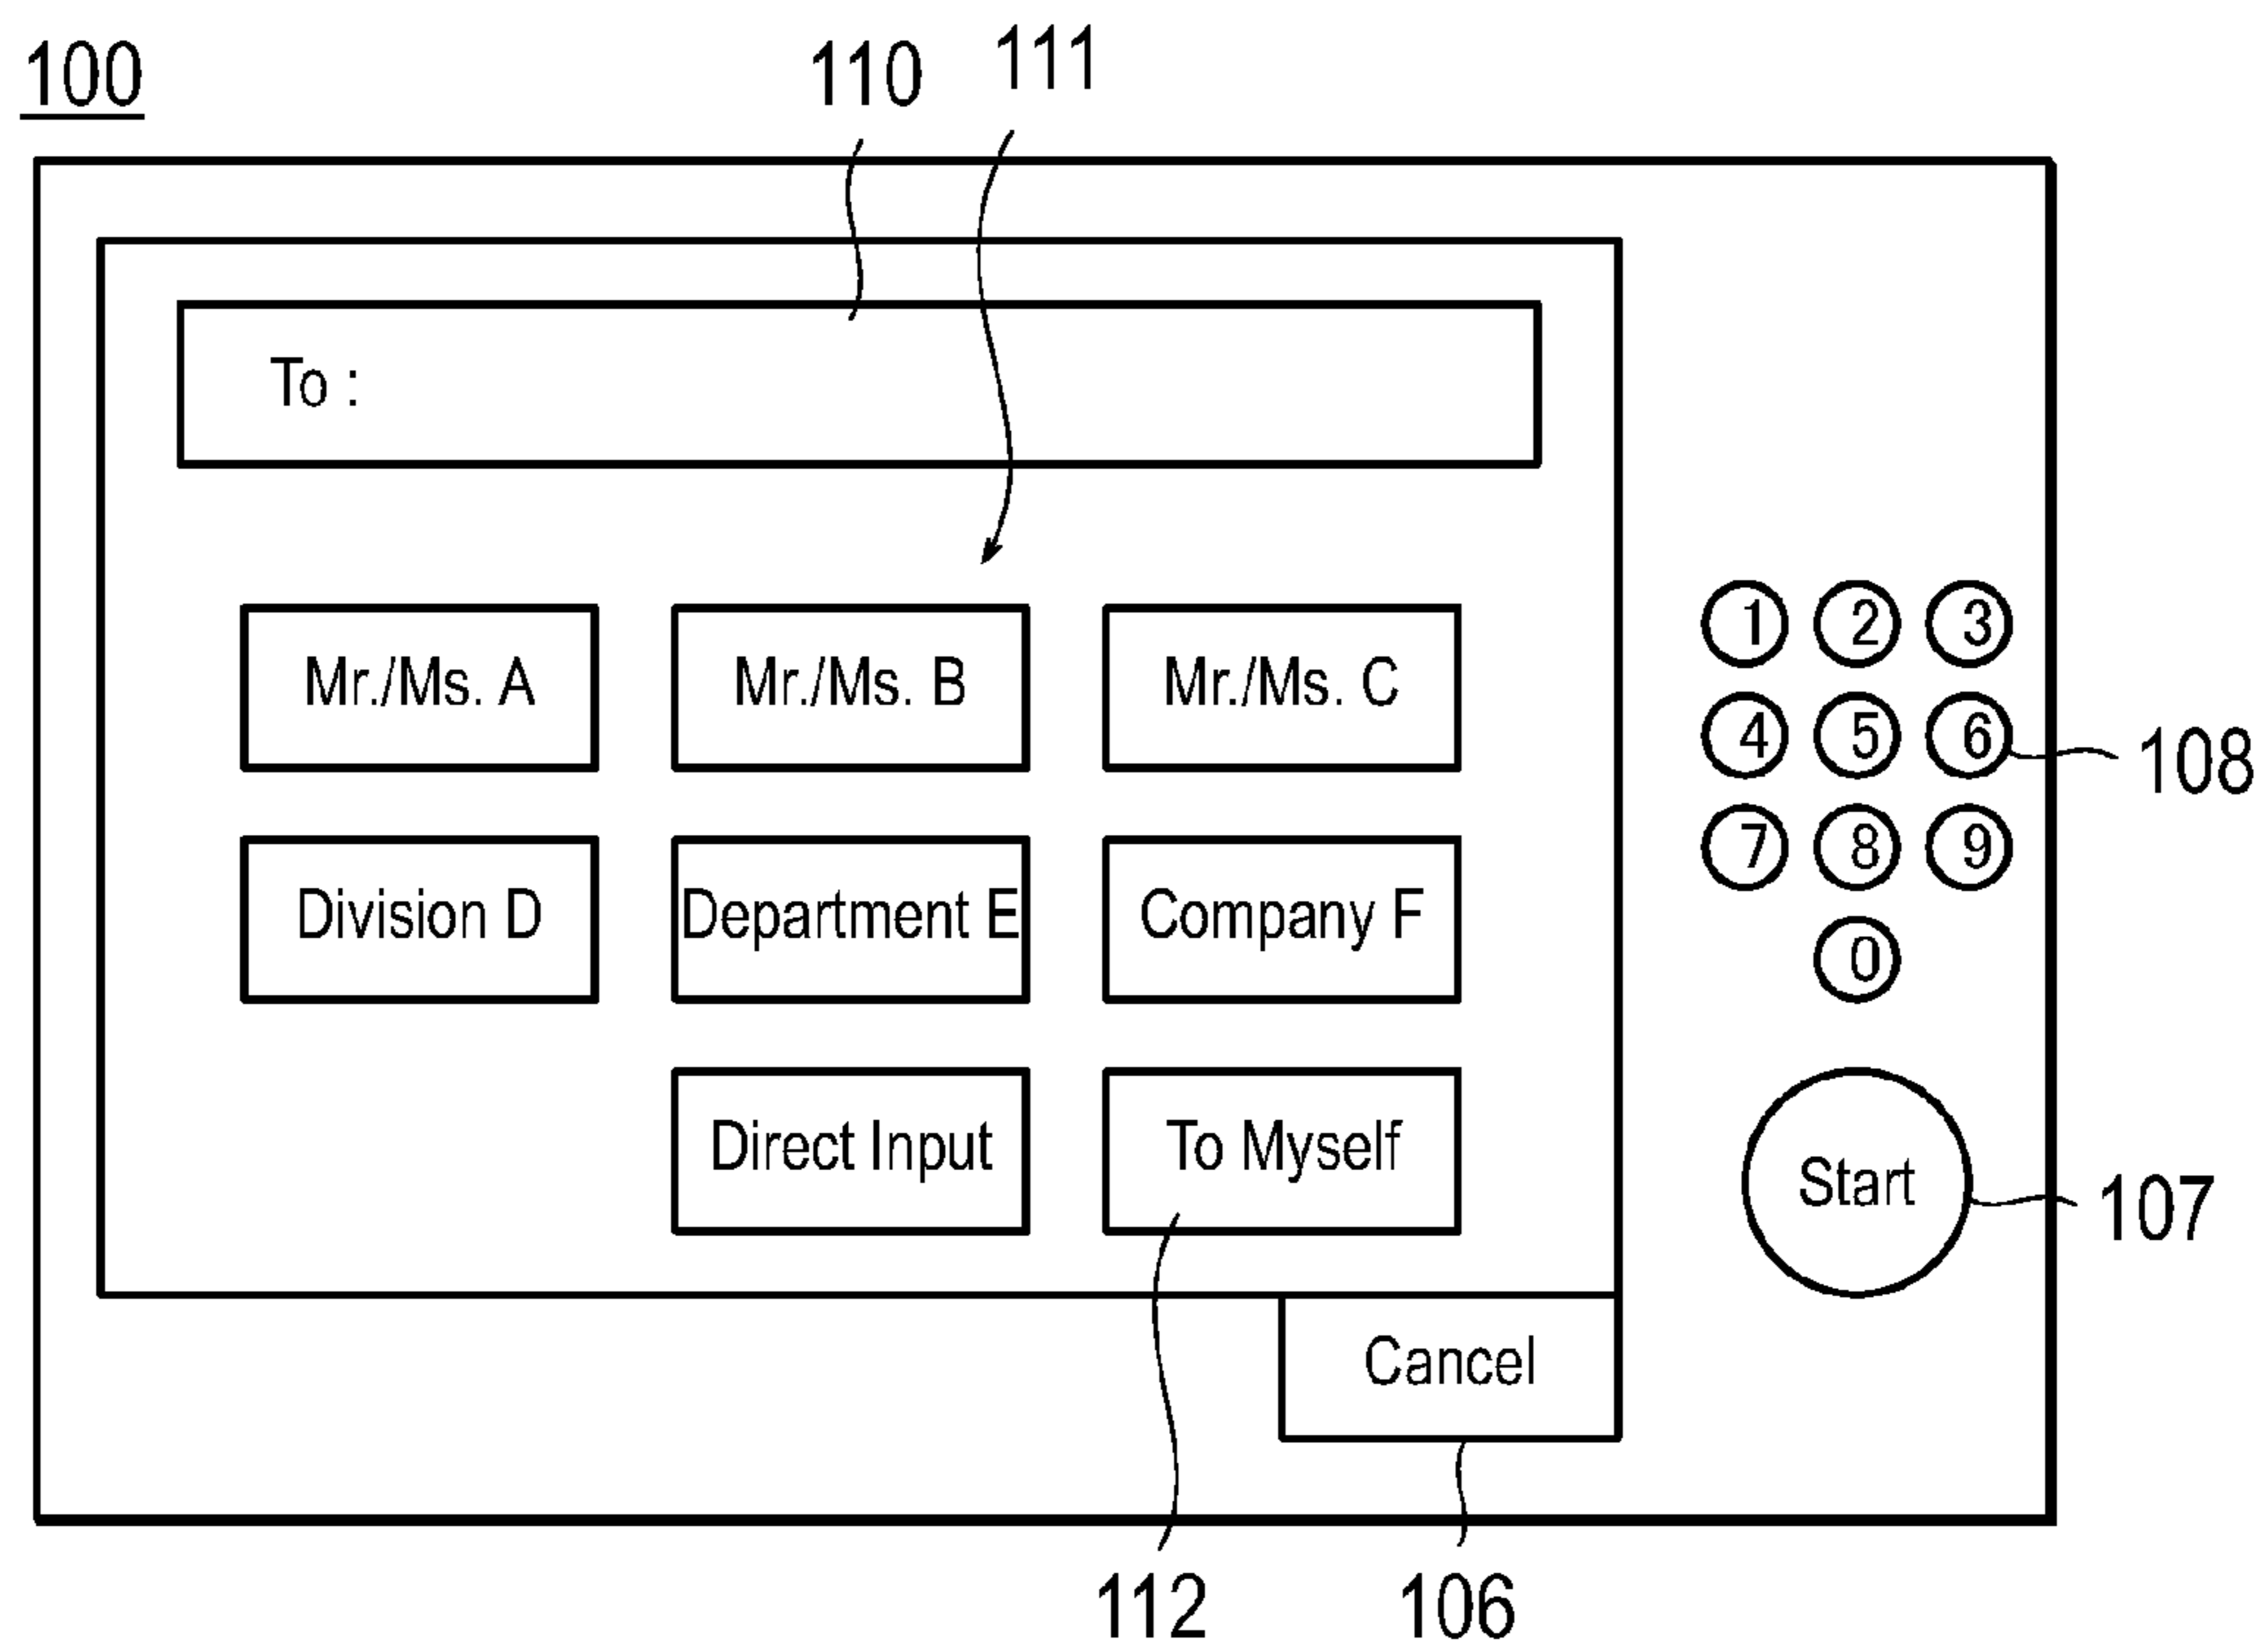 100
110
111
To :
Mr./Ms. A
Mr./Ms. B
Mr./Ms. C
Division D
Department E
Company F
Direct Input
To Myself
Cancel
1 2 3
4 5 6
7 8 9
0
108
Start
107
112
106